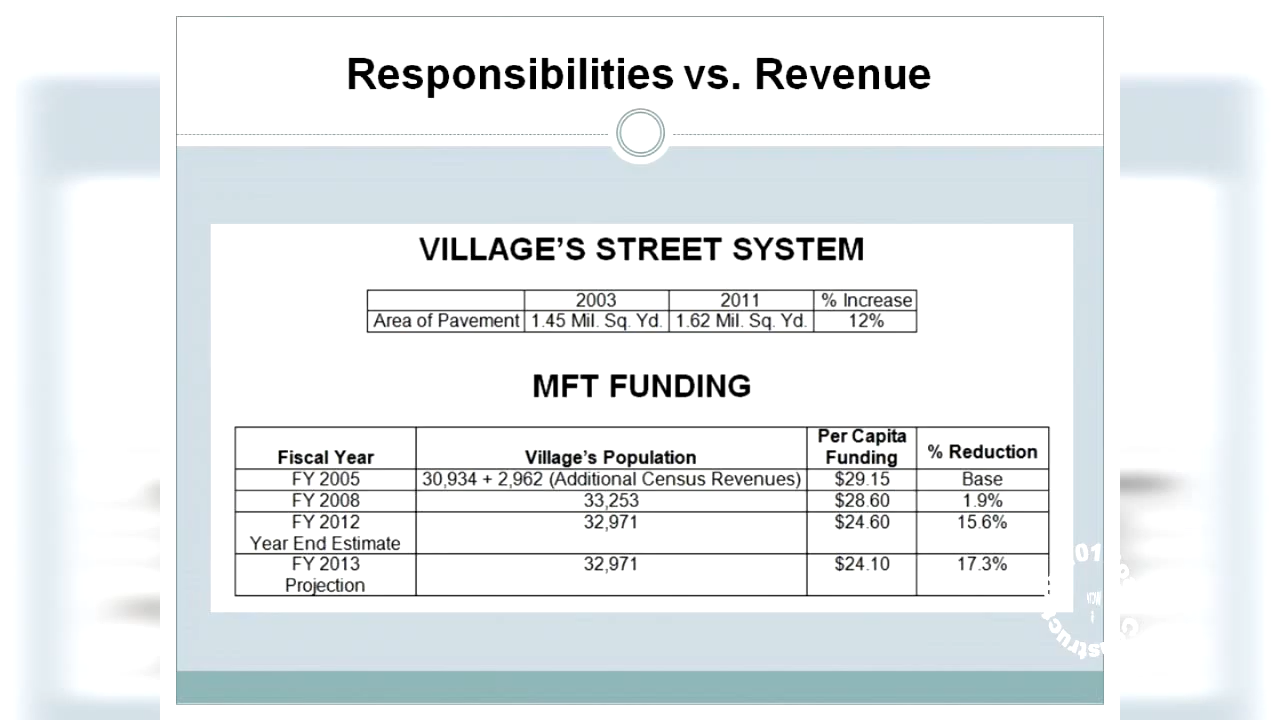 Responsibilities vs. Revenue
VILLAGE'S STREET SYSTEM
2003 2011 % Increase
Area of Pavement 1.45 Mil. Sq. Yd. 1.62 Mil. Sq. Yd. 12%
MFT FUNDING
Fiscal Year Village's Population Per Capita Funding % Reduction
FY 2005 30,934 + 2,962 (Additional Census Revenues) $29.15 Base
FY 2008 33,253 $28.60 1.9%
FY 2012 32,971 $24.60 15.6%
Year End Estimate
FY 2013 32,971 $24.10 17.3%
Projection